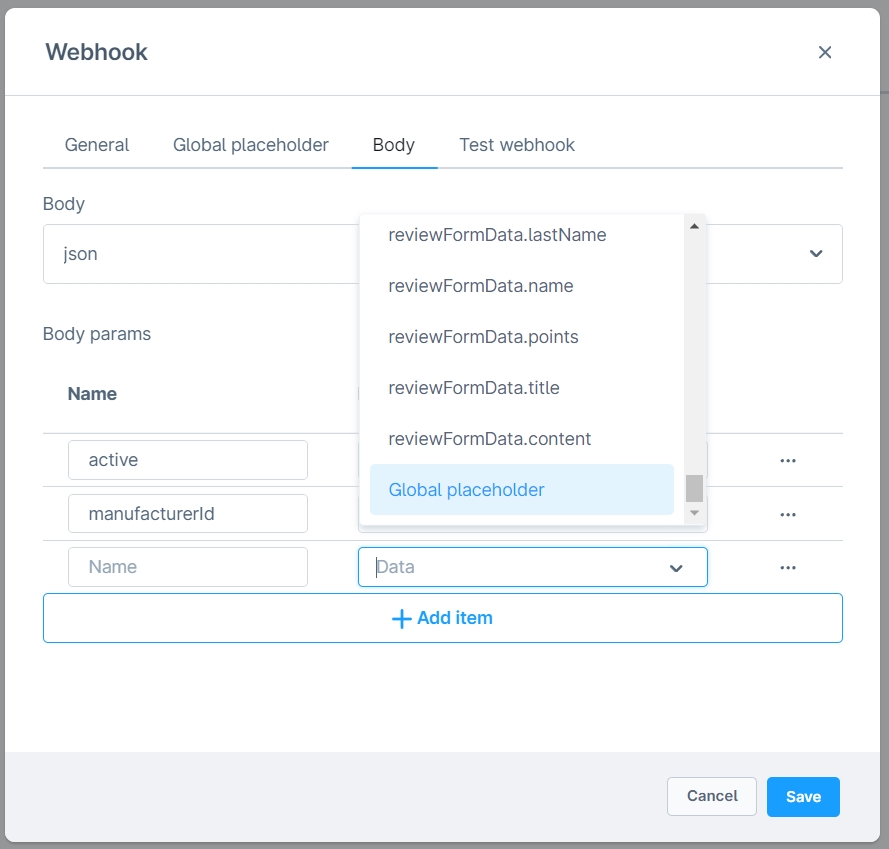 Webhook
General
Global placeholder
Body
Test webhook
Body
json
reviewFormData.lastName
reviewFormData.name
Body params
reviewFormData.points
reviewFormData.title
Name
reviewFormData.content
active
Global placeholder
manufacturerId
Name
Data
Add item
Cancel
Save